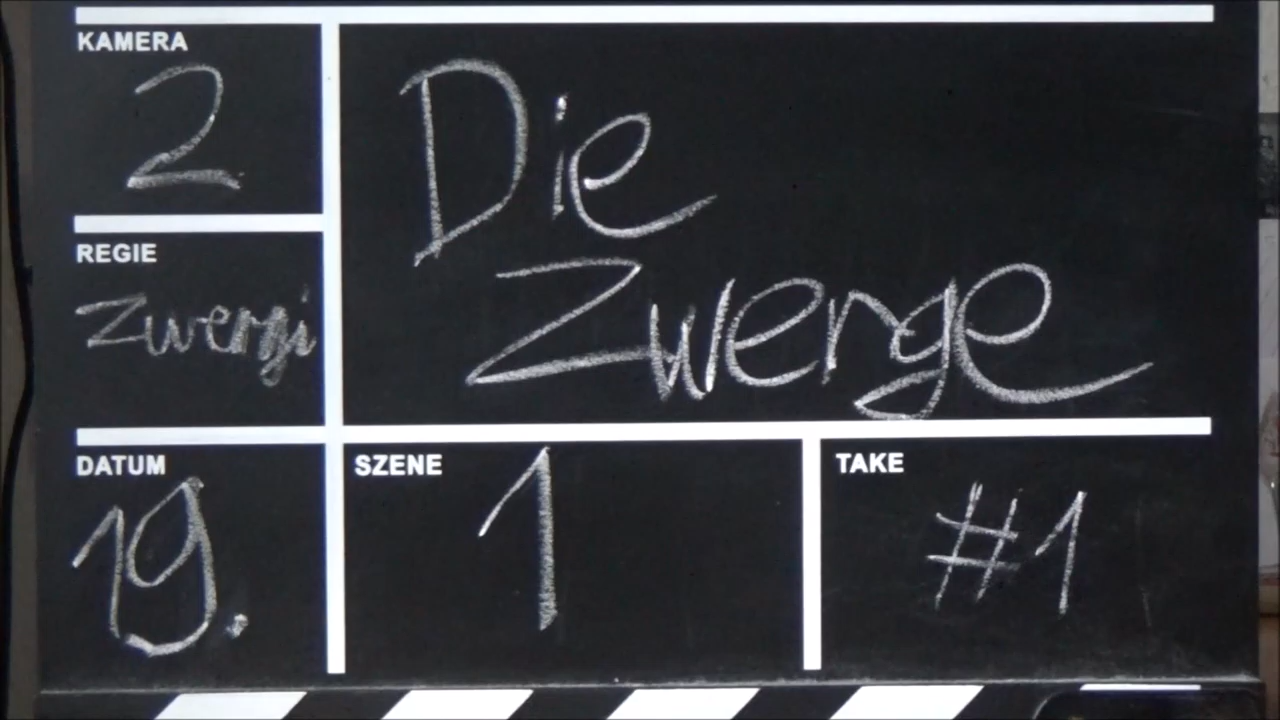 KAMERA
2
Die
Zwerge
REGIE
Zwergi
DATUM
19.
SZENE
1
TAKE
#1